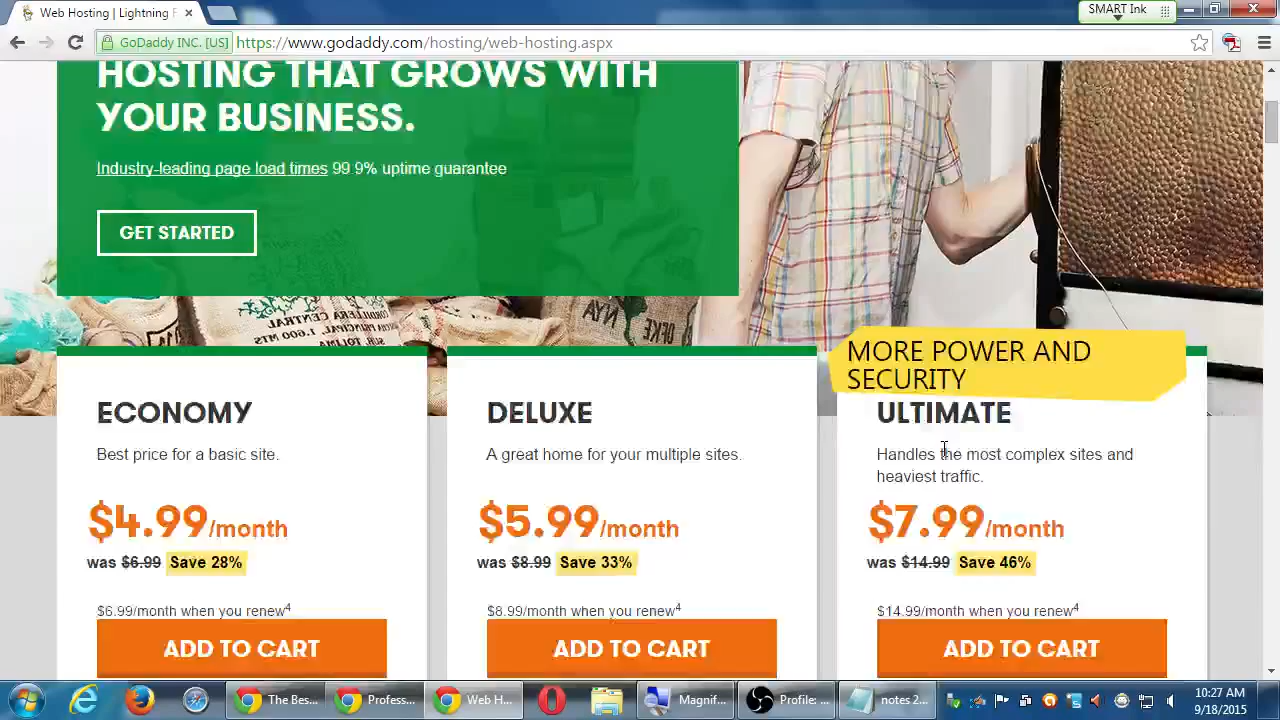 Web Hosting | Lightning F
SMART Ink
GoDaddy INC. [US]
https://www.godaddy.com/hosting/web-hosting.aspx
HOSTING THAT GROWS WITH
YOUR BUSINESS.
Industry-leading page load times 99.9% uptime guarantee
GET STARTED
MORE POWER AND
SECURITY
ECONOMY
Best price for a basic site.
$4.99/month
was $6.99 Save 28%
$6.99/month when you renew4
ADD TO CART
DELUXE
A great home for your multiple sites.
$5.99/month
was $8.99 Save 33%
$8.99/month when you renew4
ADD TO CART
ULTIMATE
Handles the most complex sites and
heaviest traffic.
$7.99/month
was $14.99 Save 46%
$14.99/month when you renew4
ADD TO CART
The Bes...
Profess...
Web H...
Magnif...
Profile: ...
notes 2...
10:27 AM
9/18/2015